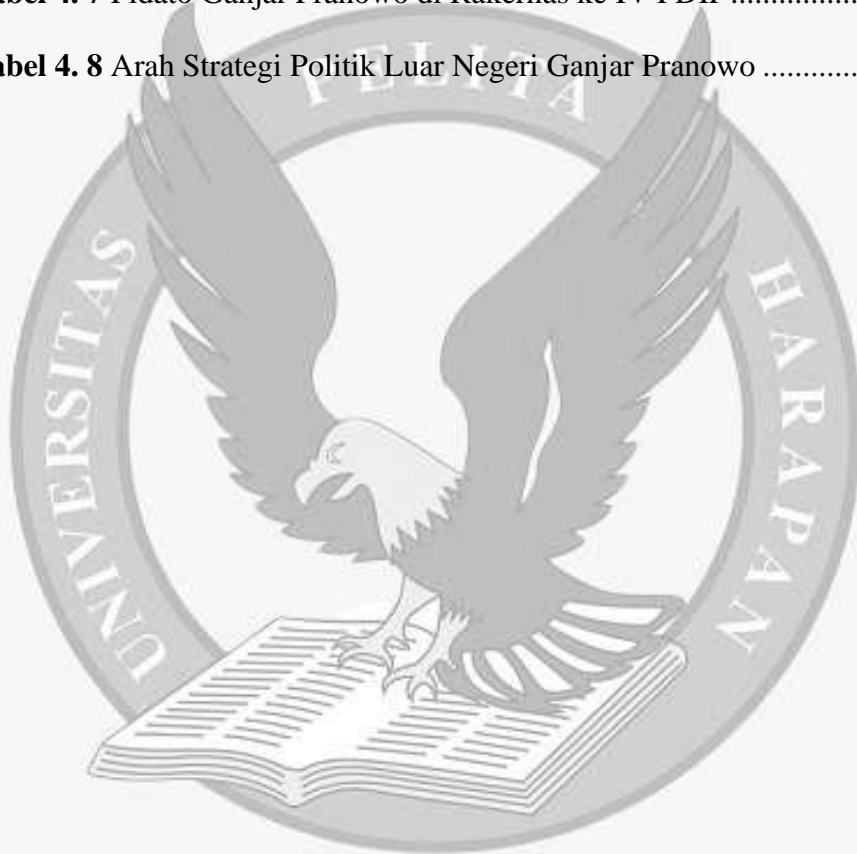 abel 4. 7 Pidato Ganjar Pranowo di Rakernas ke IV PDIP ................
abel 4. 8 Arah Strategi Politik Luar Negeri Ganjar Pranowo ............
UNIVERSITAS PELITA HARAPAN